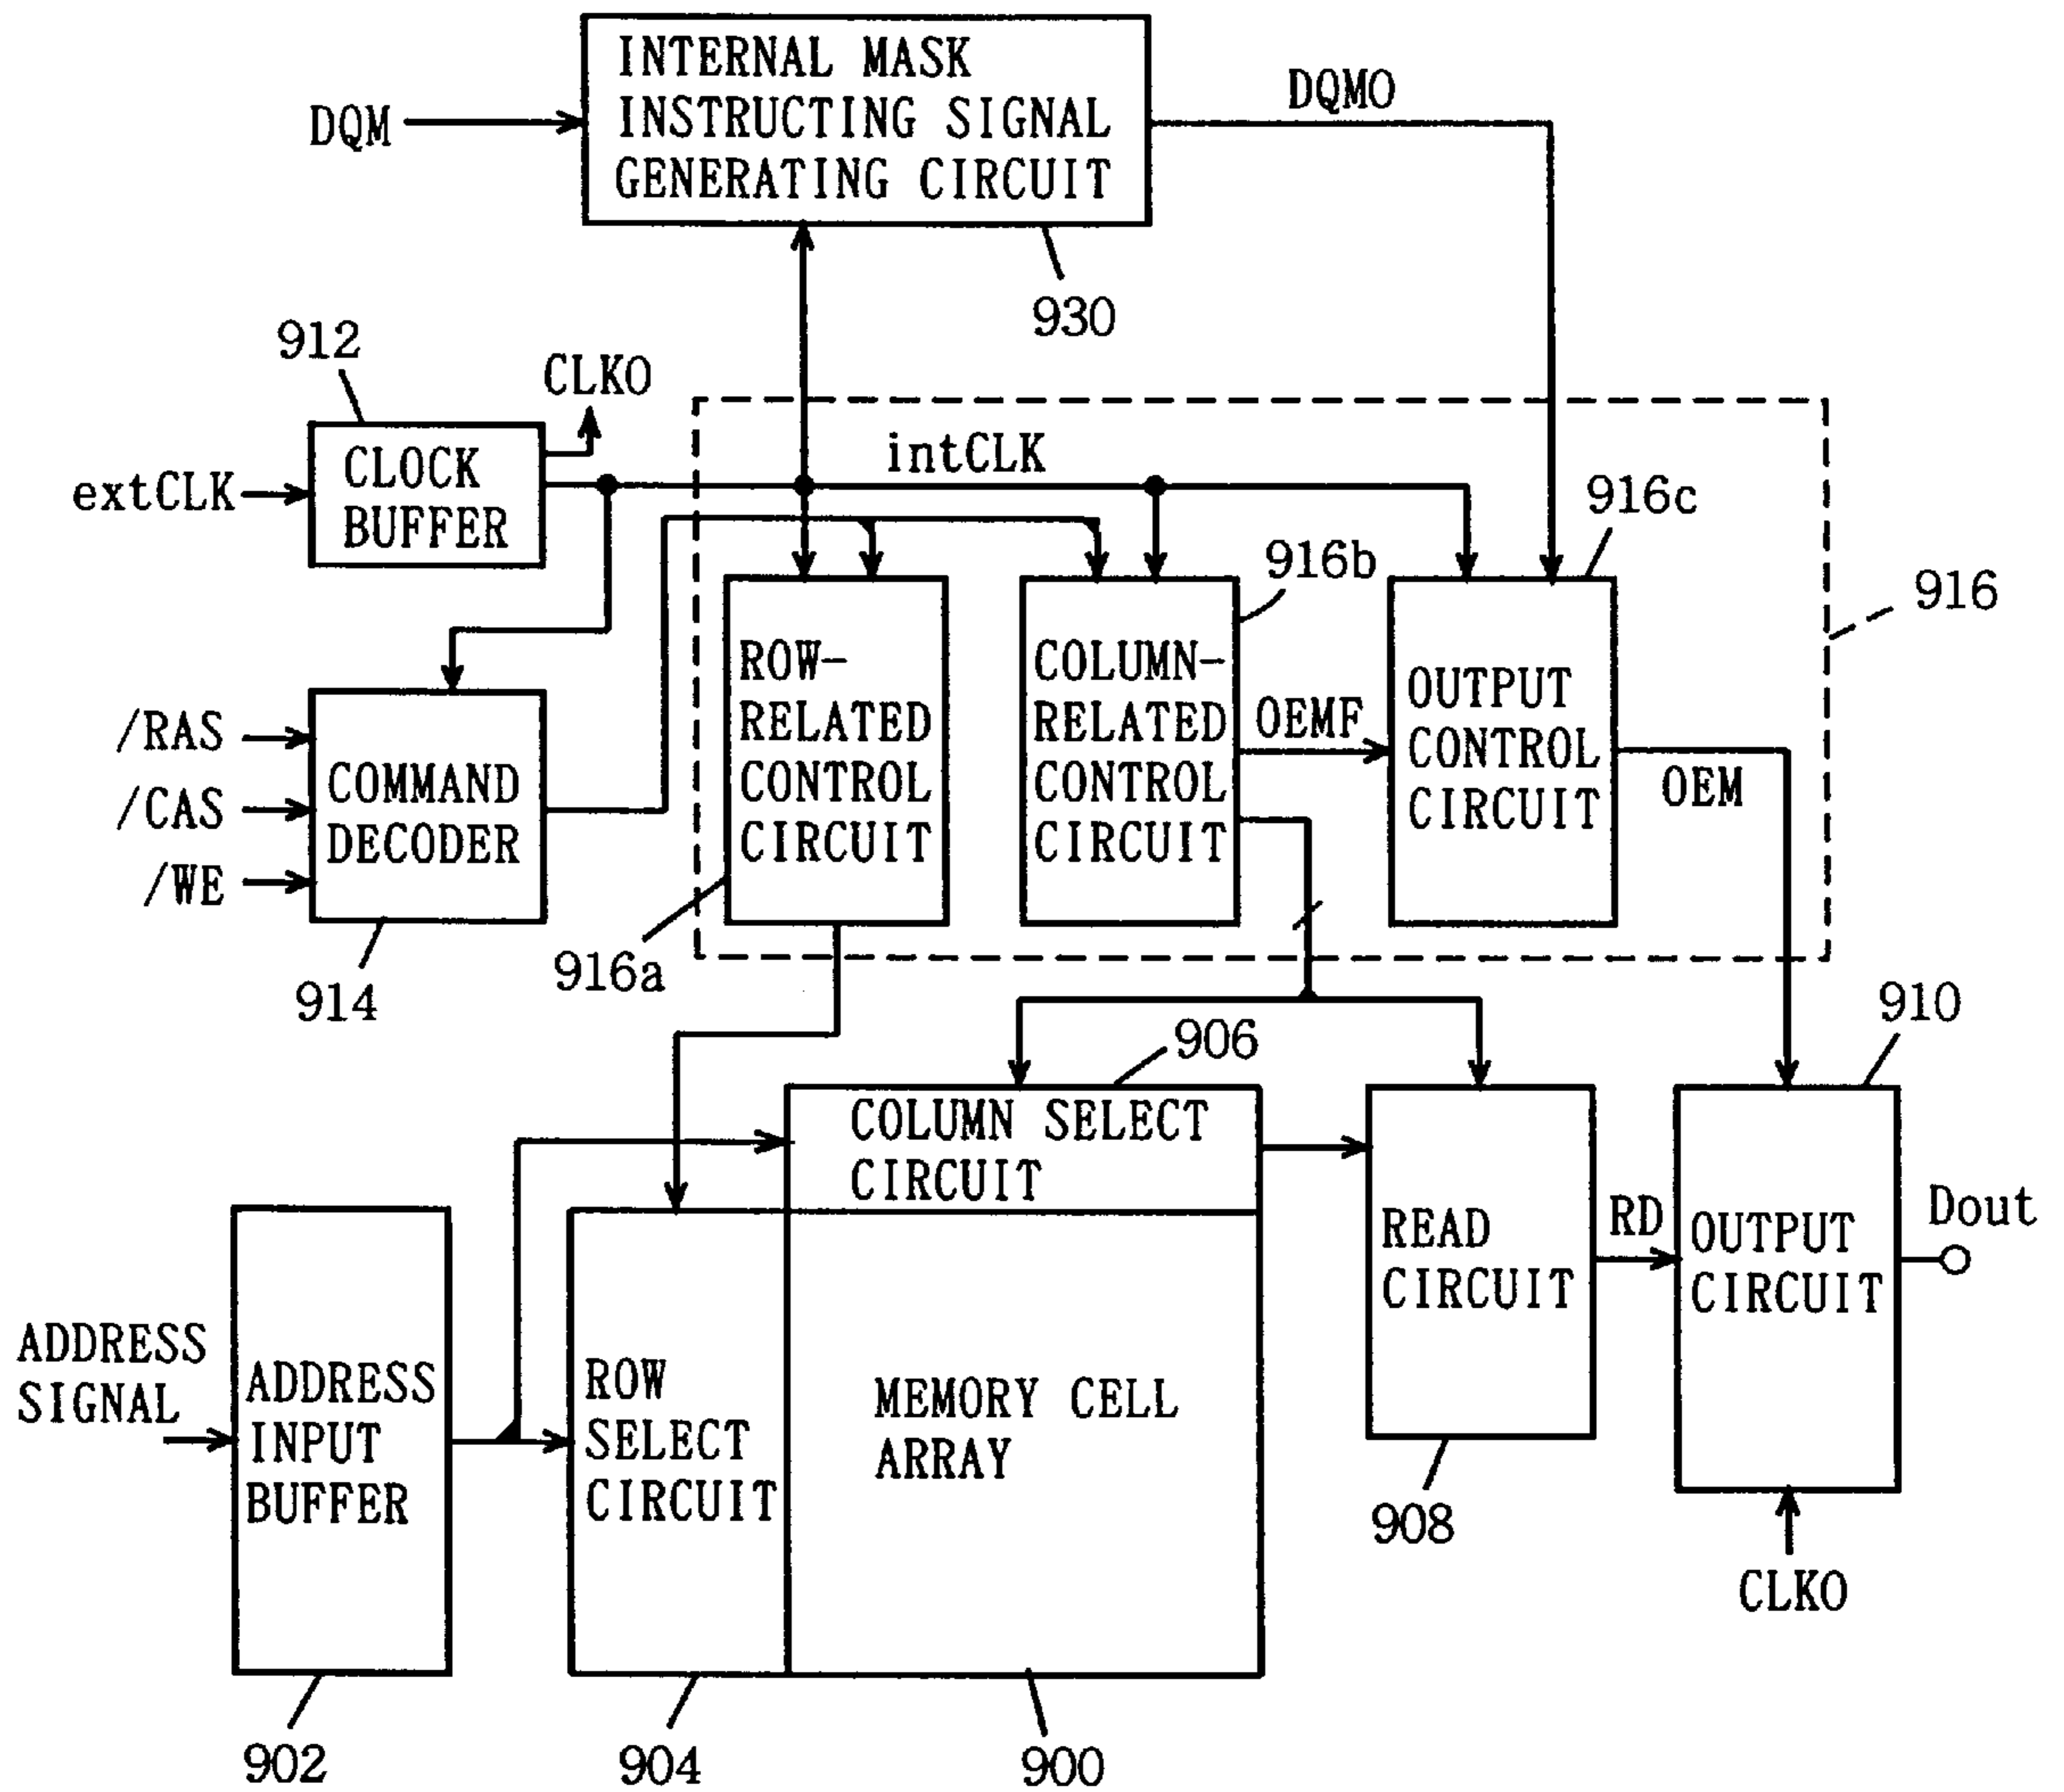 INTERNAL MASK
INSTRUCTING SIGNAL
GENERATING CIRCUIT
DQM
DQMO
930
912
CLKO
extCLK
CLOCK
BUFFER
intCLK
916c
916b
916
/RAS
/CAS
/WE
COMMAND
DECODER
914
ROW-
RELATED
CONTROL
CIRCUIT
916a
COLUMN-
RELATED
CONTROL
CIRCUIT
OEMF
OUTPUT
CONTROL
CIRCUIT
OEM
910
906
COLUMN SELECT
CIRCUIT
READ
CIRCUIT
RD
OUTPUT
CIRCUIT
Dout
ADDRESS
SIGNAL
ADDRESS
INPUT
BUFFER
ROW
SELECT
CIRCUIT
MEMORY CELL
ARRAY
908
CLKO
902
904
900